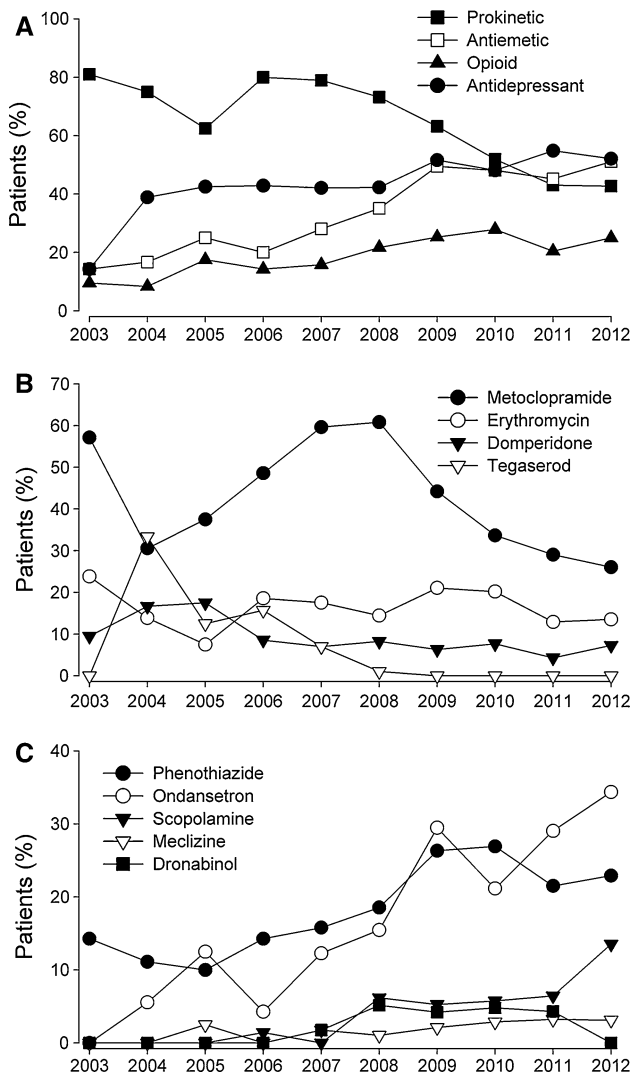 A
Prokinetic
Antiemetic
Opioid
Antidepressant
Patients (%)
100
80
60
40
20
0
2003 2004 2005 2006 2007 2008 2009 2010 2011 2012
B
Metoclopramide
Erythromycin
Domperidone
Tegaserod
Patients (%)
70
60
50
40
30
20
10
0
2003 2004 2005 2006 2007 2008 2009 2010 2011 2012
C
Phenothiazide
Ondansetron
Scopolamine
Meclizine
Dronabinol
Patients (%)
40
30
20
10
0
2003 2004 2005 2006 2007 2008 2009 2010 2011 2012